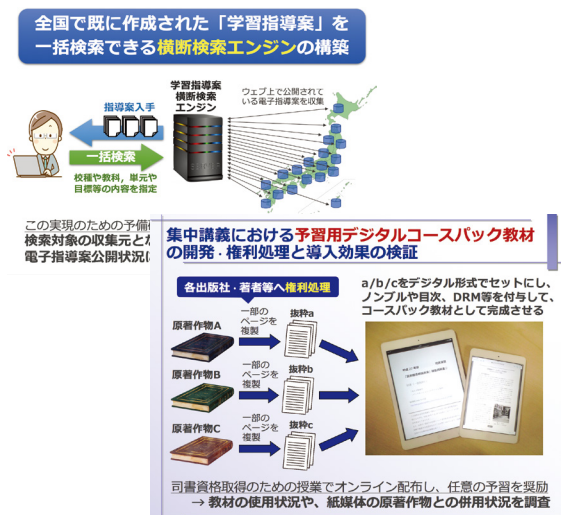 全国で既に作成された「学習指導案」を
一括検索できる横断検索エンジンの構築
学習指導案
横断検索
エンジン
ウェブ上で公開されて
いる電子指導案を収集
指導案入手
一括検索
校種や教科，単元や
目標等の内容を指定
この実現のための予備
検索対象の収集元と
電子指導案公開状況
集中講義における予習用デジタルコースパック教材
の開発・権利処理と導入効果の検証
各出版社・著者等へ権利処理
a/b/cをデジタル形式でセットにし、
ノンブルや目次、DRM等を付与して、
コースパック教材として完成させる
原著作物A
一部の
ページを
複製
抜粋a
原著作物B
一部の
ページを
複製
抜粋b
原著作物C
一部の
ページを
複製
抜粋c
司書資格取得のための授業でオンライン配布し、任意の予習を奨励
→ 教材の使用状況や、紙媒体の原著作物との併用状況を調査